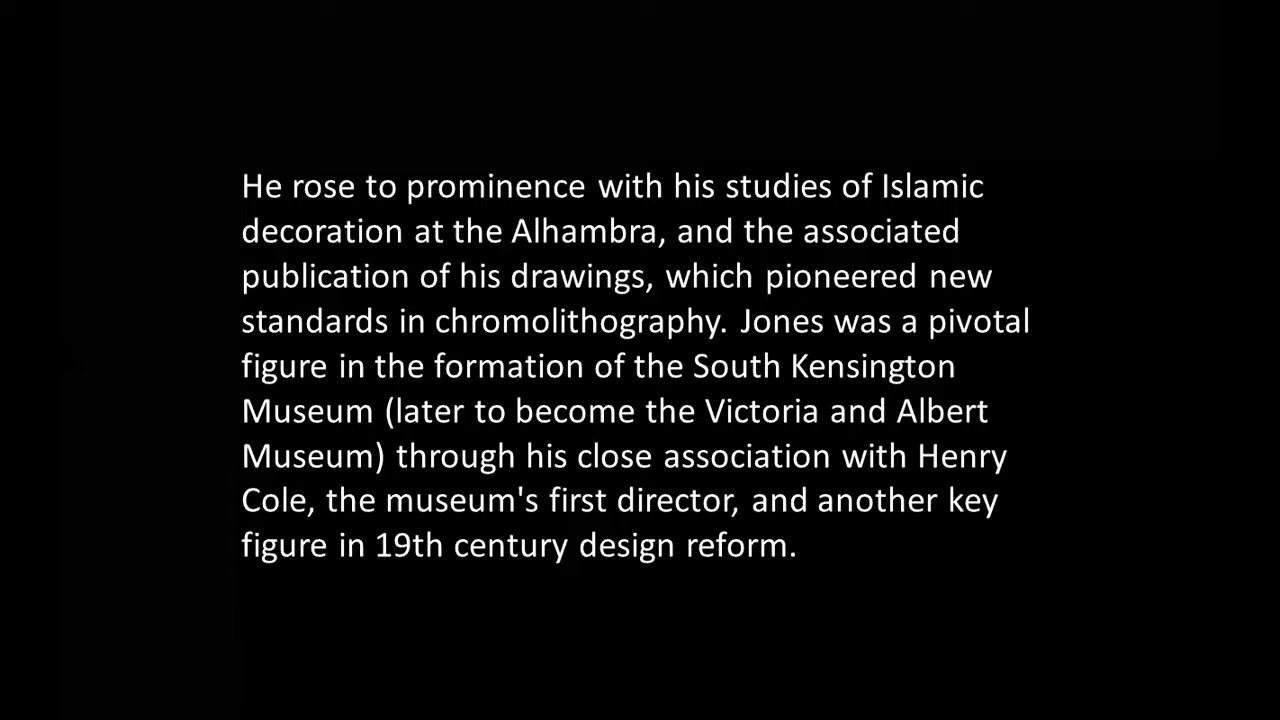 He rose to prominence with his studies of Islamic
decoration at the Alhambra, and the associated
publication of his drawings, which pioneered new
standards in chromolithography. Jones was a pivotal
figure in the formation of the South Kensington
Museum (later to become the Victoria and Albert
Museum) through his close association with Henry
Cole, the museum's first director, and another key
figure in 19th century design reform.